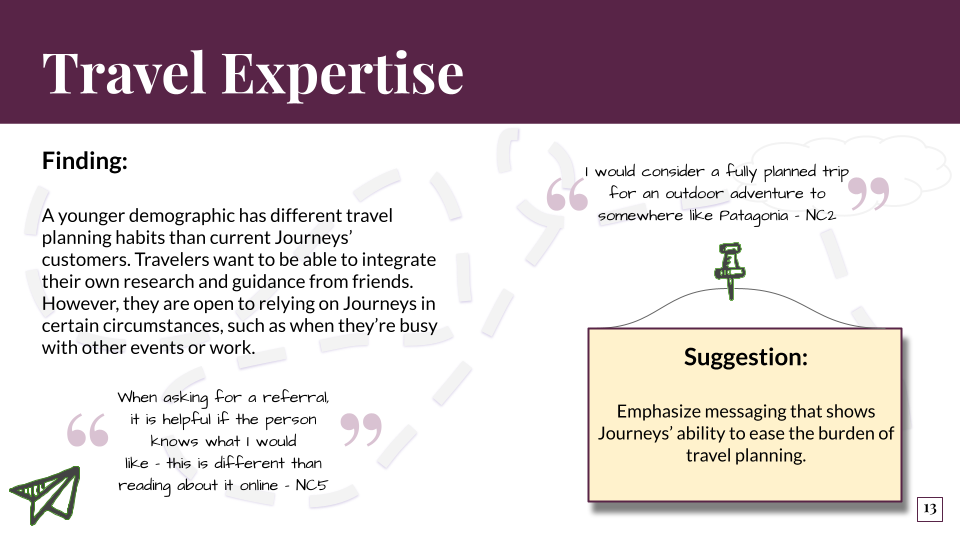 Travel Expertise
Finding:
A younger demographic has different travel
planning habits than current Journeys’
customers. Travelers want to be able to integrate
their own research and guidance from friends.
However, they are open to relying on Journeys in
certain circumstances, such as when they’re busy
with other events or work.
“ When asking for a referral, ”
it is helpful if the person
knows what I would
like - this is different than
reading about it online - NC5
“ I would consider a fully planned trip ”
for an outdoor adventure to
somewhere like Patagonia - NC2
Suggestion:
Emphasize messaging that shows
Journeys’ ability to ease the burden of
travel planning.
13